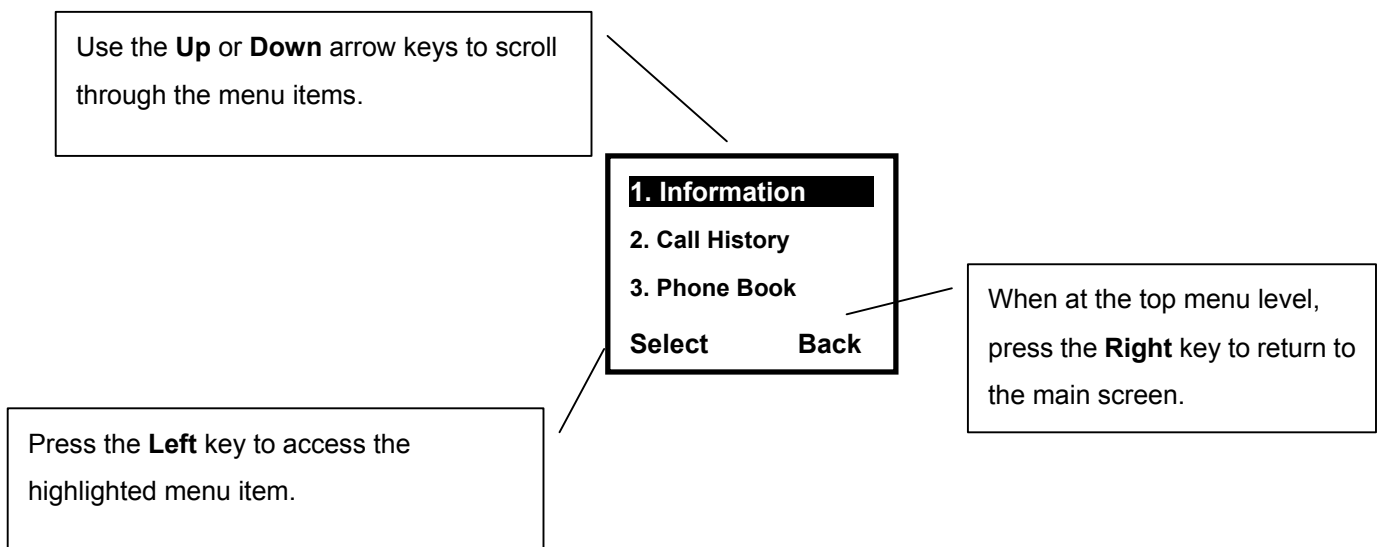 Use the Up or Down arrow keys to scroll
through the menu items.
1. Information
2. Call History
3. Phone Book
Select Back
When at the top menu level,
press the Right key to return to
the main screen.
Press the Left key to access the
highlighted menu item.